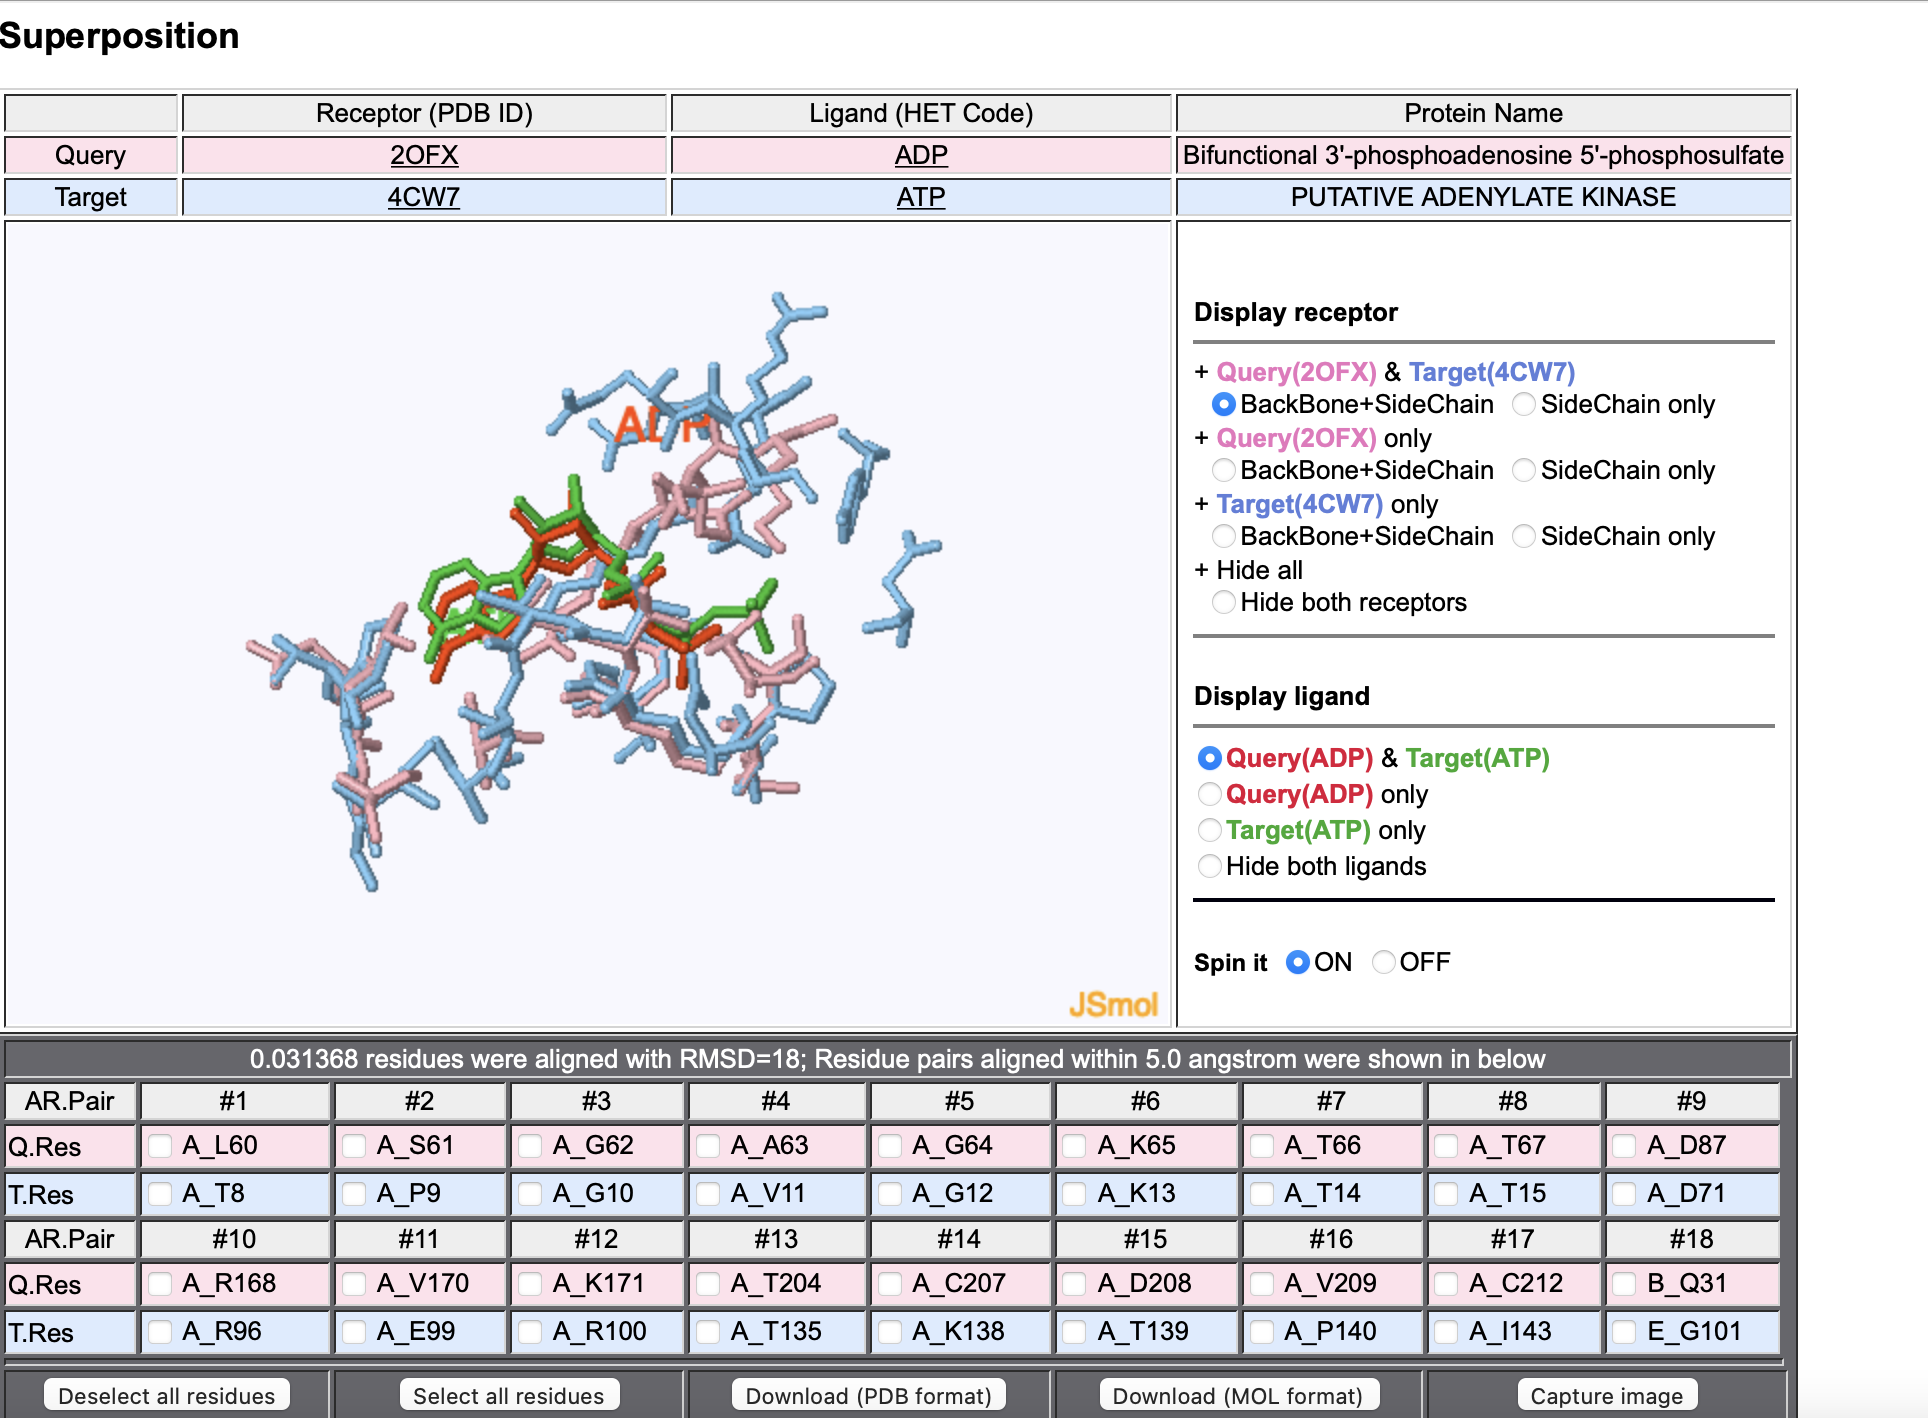 Superposition
Receptor (PDB ID) Ligand (HET Code) Protein Name
Query 2OFX ADP Bifunctional 3'-phosphoadenosine 5'-phosphosulfate
Target 4CW7 ATP PUTATIVE ADENYLATE KINASE
ADP
Display receptor
+ Query(2OFX) & Target(4CW7)
BackBone+SideChain SideChain only
+ Query(2OFX) only
BackBone+SideChain SideChain only
+ Target(4CW7) only
BackBone+SideChain SideChain only
+ Hide all
Hide both receptors
Display ligand
Query(ADP) & Target(ATP)
Query(ADP) only
Target(ATP) only
Hide both ligands
Spin it ON OFF
JSmol
0.031368 residues were aligned with RMSD=18; Residue pairs aligned within 5.0 angstrom were shown in below
AR.Pair #1 #2 #3 #4 #5 #6 #7 #8 #9
Q.Res A_L60 A_S61 A_G62 A_A63 A_G64 A_K65 A_T66 A_T67 A_D87
T.Res A_T8 A_P9 A_G10 A_V11 A_G12 A_K13 A_T14 A_T15 A_D71
AR.Pair #10 #11 #12 #13 #14 #15 #16 #17 #18
Q.Res A_R168 A_V170 A_K171 A_T204 A_C207 A_D208 A_V209 A_C212 B_Q31
T.Res A_R96 A_E99 A_R100 A_T135 A_K138 A_T139 A_P140 A_I143 E_G101
Deselect all residues Select all residues Download (PDB format) Download (MOL format) Capture image